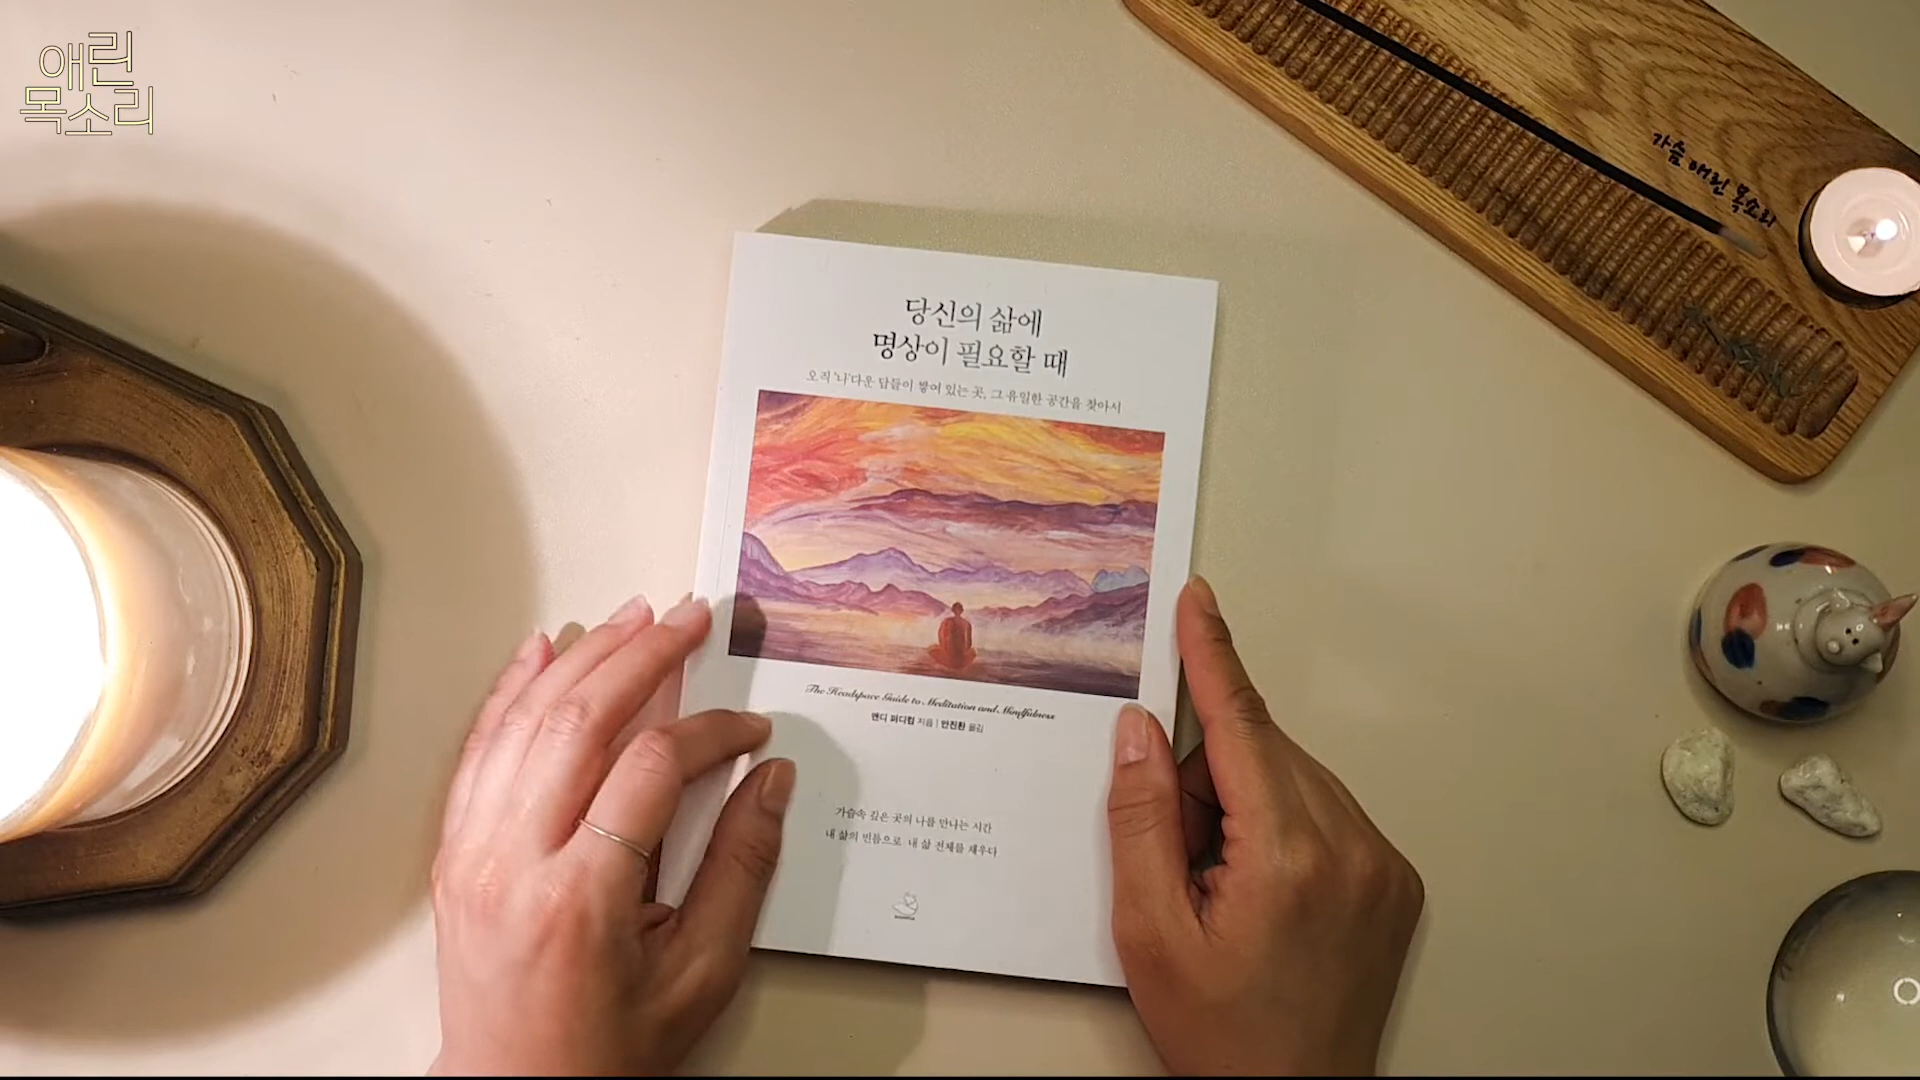 애린
목소리
가슴 애린 목소리
당신의 삶에
명상이 필요할 때
오직 '나'다운 답들이 쌓여 있는 곳, 그 유일한 공간을 찾아서
The Headspace Guide to Meditation and Mindfulness
앤디 퍼디컴 지음 | 안진환 옮김
가슴속 깊은 곳의 나를 만나는 시간
내 삶의 빈틈으로 내 삶 전체를 채우다